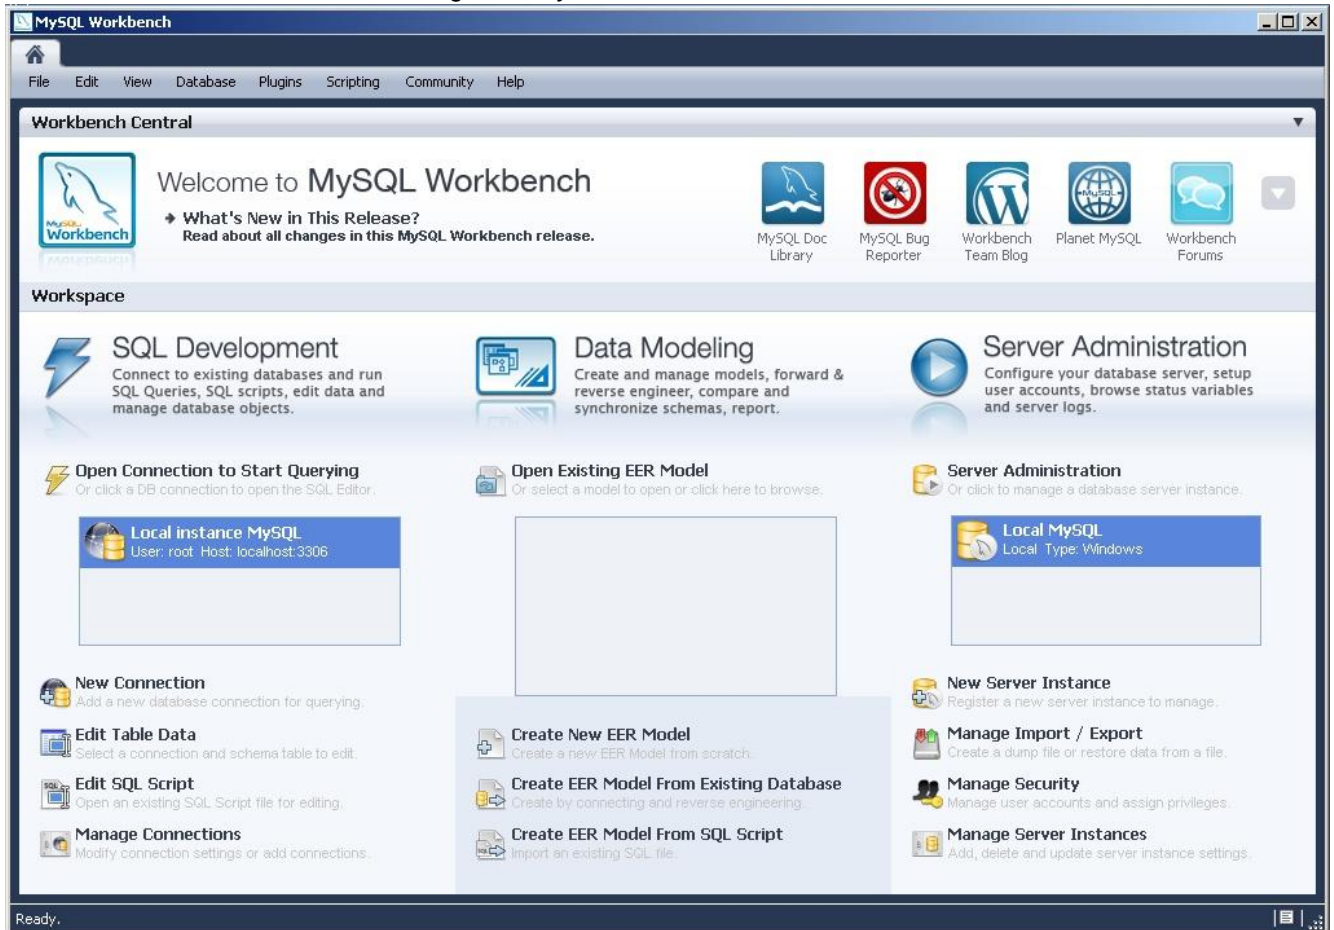 MySQL Workbench
File Edit View Database Plugins Scripting Community Help
Workbench Central
MySQL
Workbench
Welcome to MySQL Workbench
What's New in This Release?
Read about all changes in this MySQL Workbench release.
MySQL Doc
Library
MySQL Bug
Reporter
Workbench
Team Blog
MySQL
Planet MySQL
Workbench
Forums
Workspace
SQL Development
Connect to existing databases and run
SQL Queries, SQL scripts, edit data and
manage database objects.
Data Modeling
Create and manage models, forward &
reverse engineer, compare and
synchronize schemas, report.
Server Administration
Configure your database server, setup
user accounts, browse status variables
and server logs.
Open Connection to Start Querying
Or click a DB connection to open the SQL Editor.
Local instance MySQL
User: root Host: localhost:3306
New Connection
Add a new database connection for querying.
Edit Table Data
Select a connection and schema table to edit.
SQL
Edit SQL Script
Open an existing SQL Script file for editing.
Manage Connections
Modify connection settings or add connections.
Open Existing EER Model
Or select a model to open or click here to browse.
Create New EER Model
Create a new EER Model from scratch.
Create EER Model From Existing Database
Create by connecting and reverse engineering.
Create EER Model From SQL Script
Import an existing SQL file.
Server Administration
Or click to manage a database server instance.
Local MySQL
Local Type: Windows
New Server Instance
Register a new server instance to manage.
Manage Import / Export
Create a dump file or restore data from a file.
Manage Security
Manage user accounts and assign privileges.
Manage Server Instances
Add, delete and update server instance settings.
Ready.